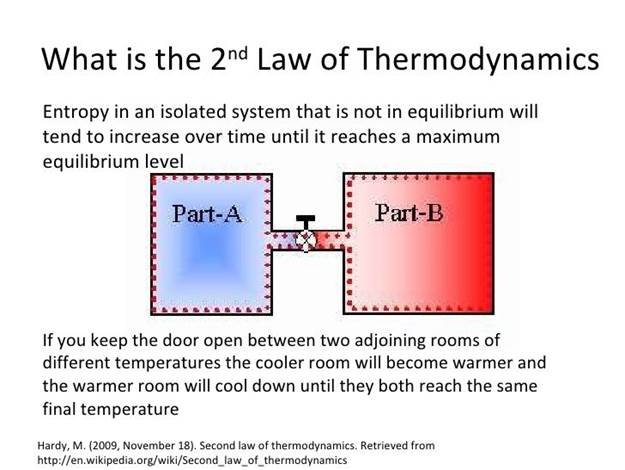 What is the 2nd Law of Thermodynamics
Entropy in an isolated system that is not in equilibrium will
tend to increase over time until it reaches a maximum
equilibrium level
Part-A
Part-B
If you keep the door open between two adjoining rooms of
different temperatures the cooler room will become warmer and
the warmer room will cool down until they both reach the same
final temperature
Hardy, M. (2009, November 18). Second law of thermodynamics. Retrieved from
http://en.wikipedia.org/wiki/Second_law_of_thermodynamics